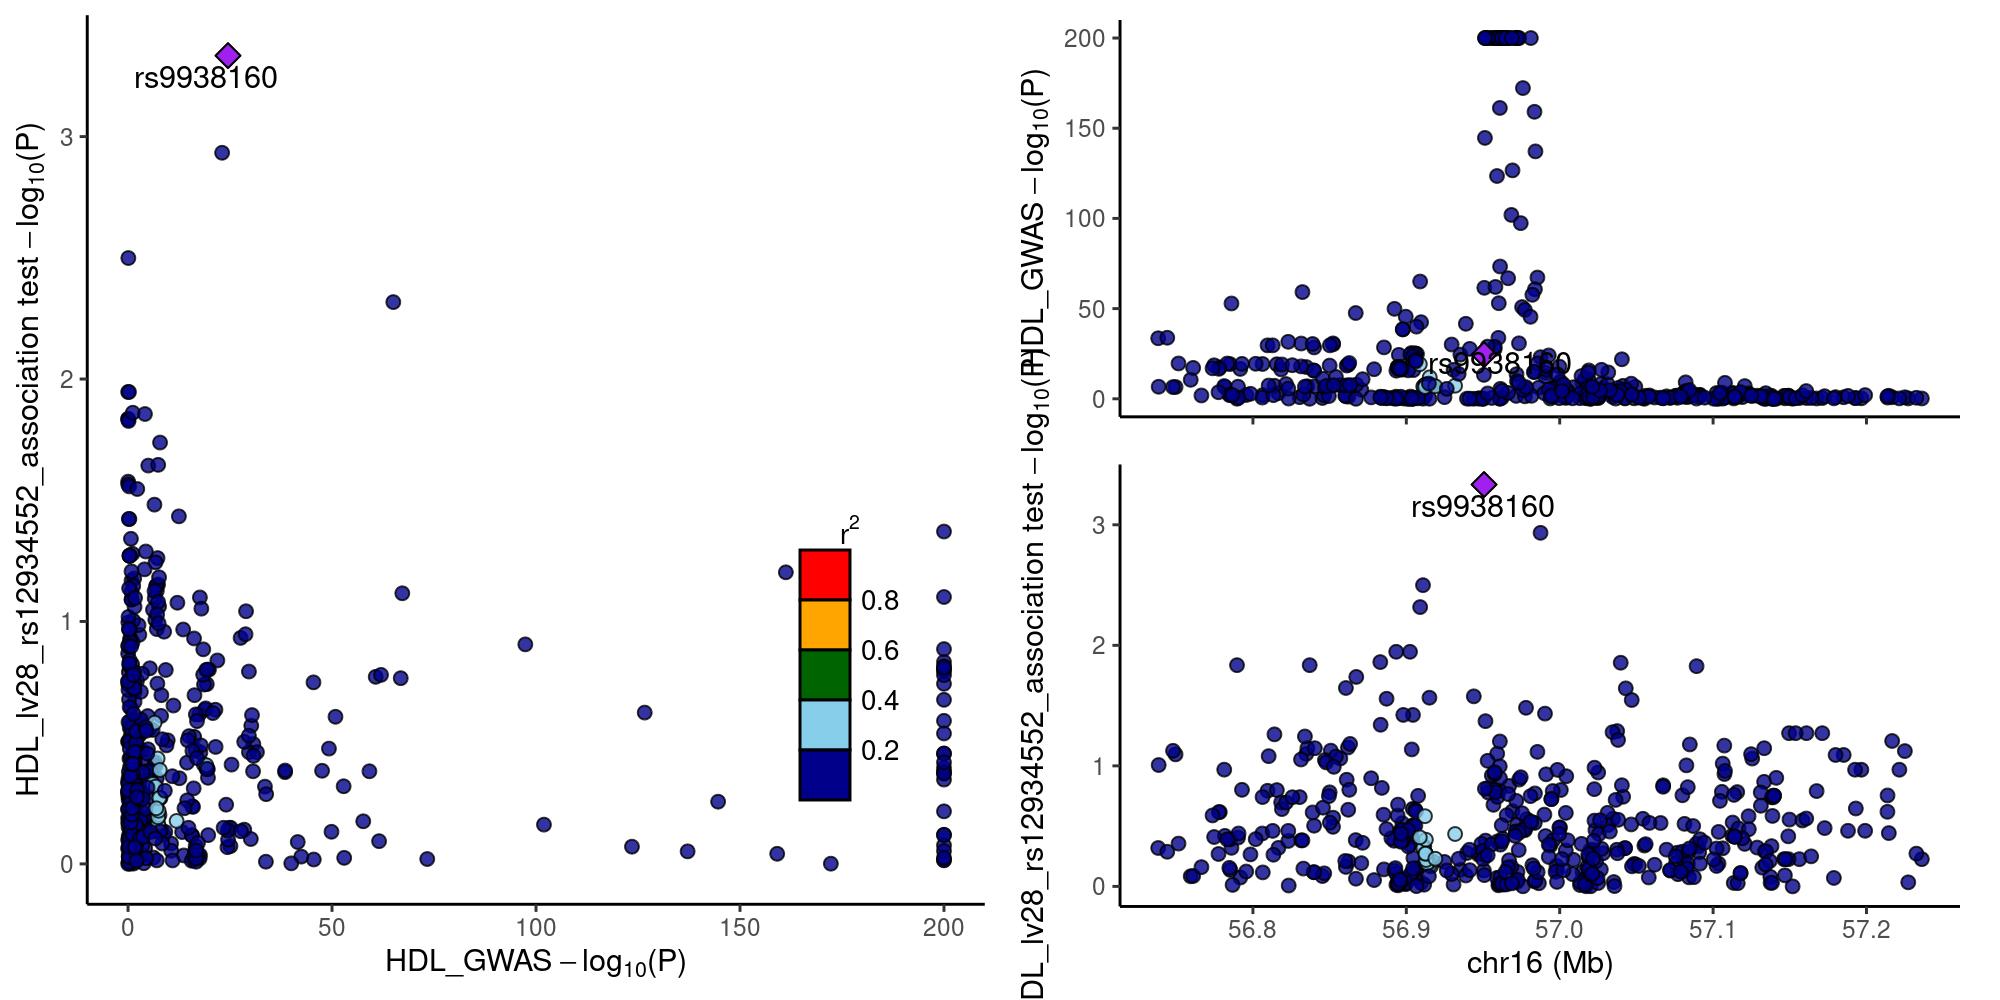 HDL_lv28_rs12934552_association test −log10(P)
3
2
1
0
rs9938160
r2
0.8
0.6
0.4
0.2
0 50 100 150 200
HDL_GWAS −log10(P)
HDL_GWAS −log10(P)
200
150
100
50
0
rs9938160
DL_lv28_rs12934552_association test −log10(P)
3
2
1
0
rs9938160
56.8 56.9 57.0 57.1 57.2
chr16 (Mb)